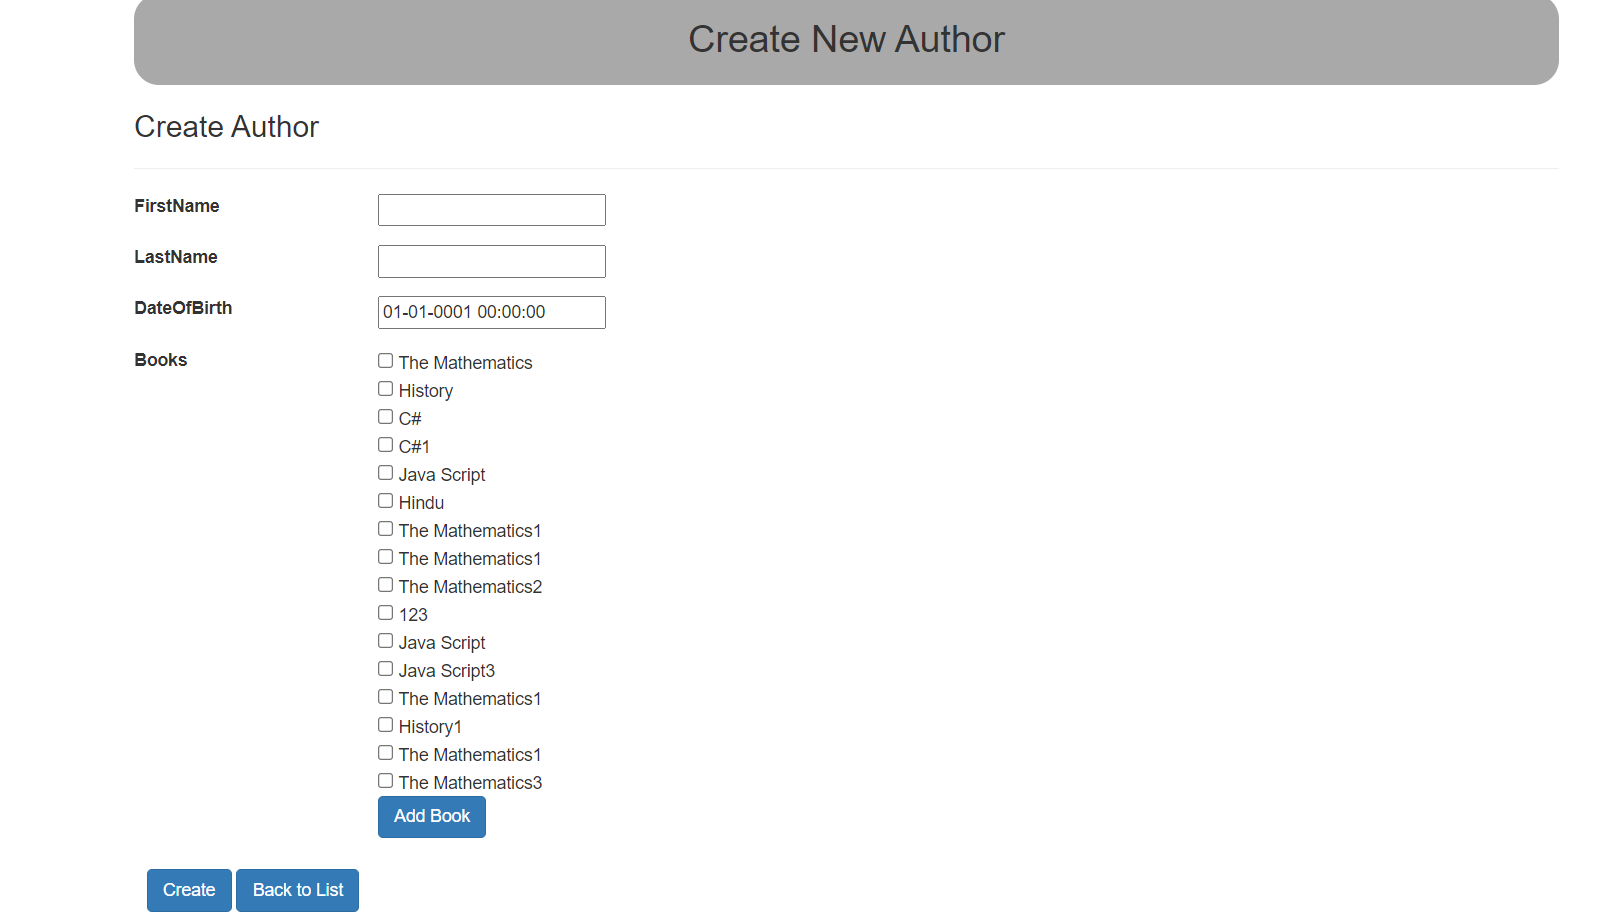 Create New Author
Create Author
FirstName
LastName
DateOfBirth 01-01-0001 00:00:00
Books
The Mathematics
History
C#
C#1
Java Script
Hindu
The Mathematics1
The Mathematics1
The Mathematics2
123
Java Script
Java Script3
The Mathematics1
History1
The Mathematics1
The Mathematics3
Add Book
Create Back to List